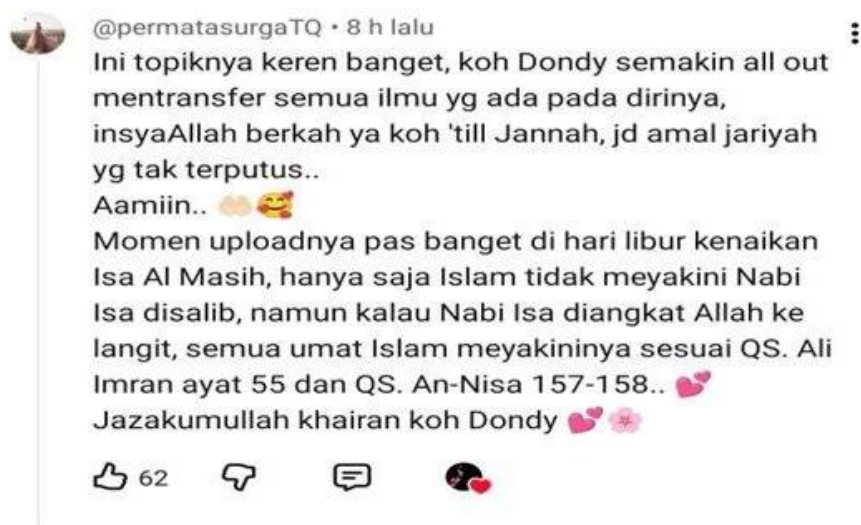 @permatasurgaTQ • 8 h lalu
Ini topiknya keren banget, koh Dondy semakin all out
mentransfer semua ilmu yg ada pada dirinya,
insyaAllah berkah ya koh 'till Jannah, jd amal jariyah
yg tak terputus..
Aamiin.. 🤲🏻🥰
Momen uploadnya pas banget di hari libur kenaikan
Isa Al Masih, hanya saja Islam tidak meyakini Nabi
Isa disalib, namun kalau Nabi Isa diangkat Allah ke
langit, semua umat Islam meyakininya sesuai QS. Ali
Imran ayat 55 dan QS. An-Nisa 157-158.. 💕
Jazakumullah khairan koh Dondy 💕🌸
62